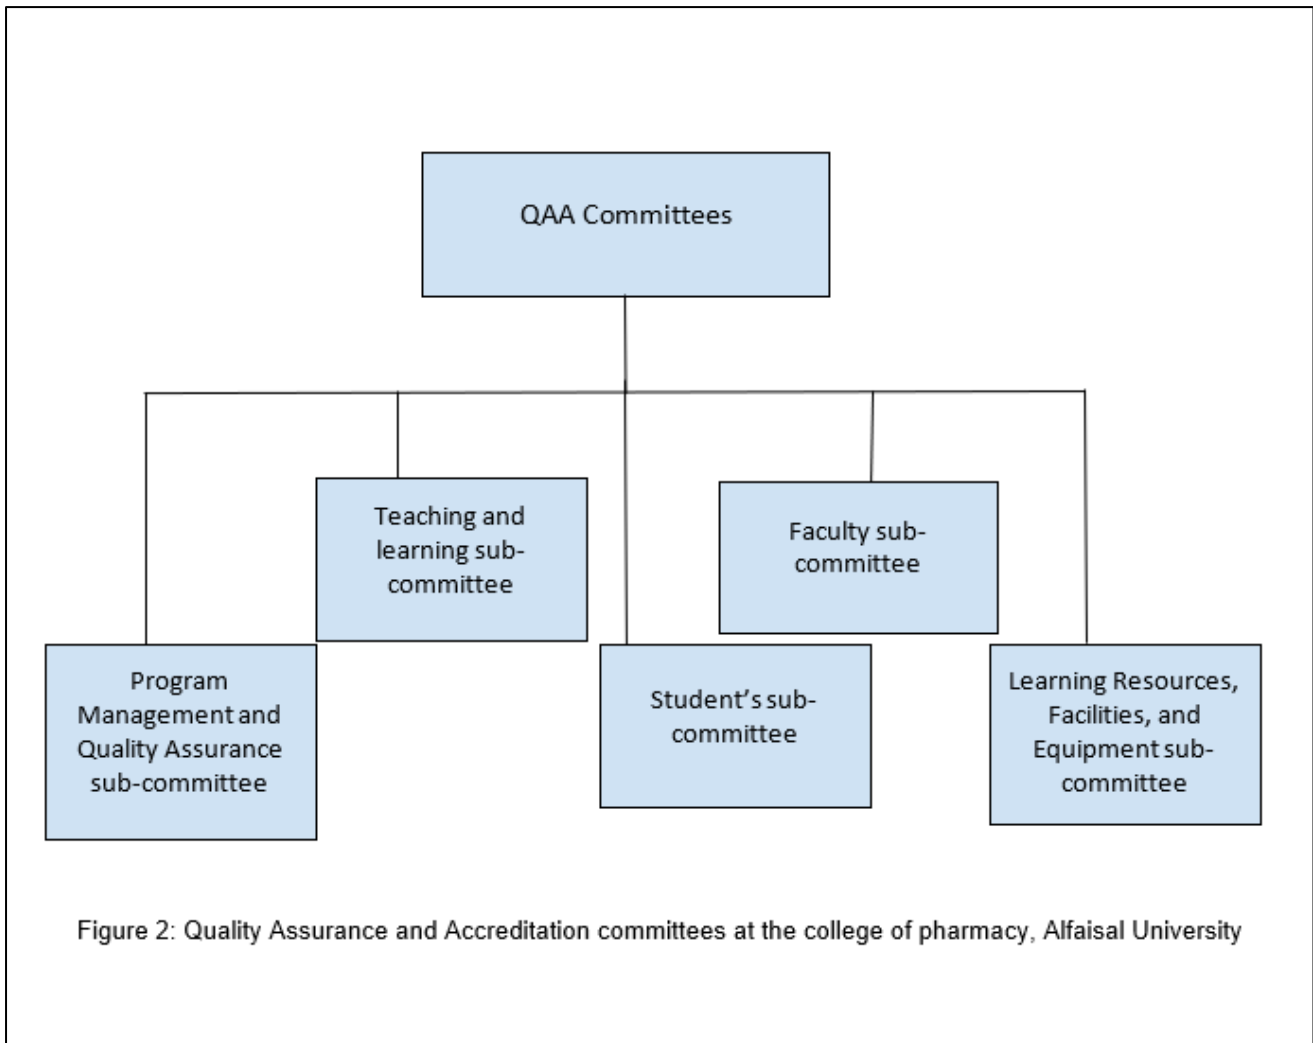 QAA Committees
Teaching and
learning sub-
committee
Faculty sub-
committee
Program
Management and
Quality Assurance
sub-committee
Student’s sub-
committee
Learning Resources,
Facilities, and
Equipment sub-
committee
Figure 2: Quality Assurance and Accreditation committees at the college of pharmacy, Alfaisal University